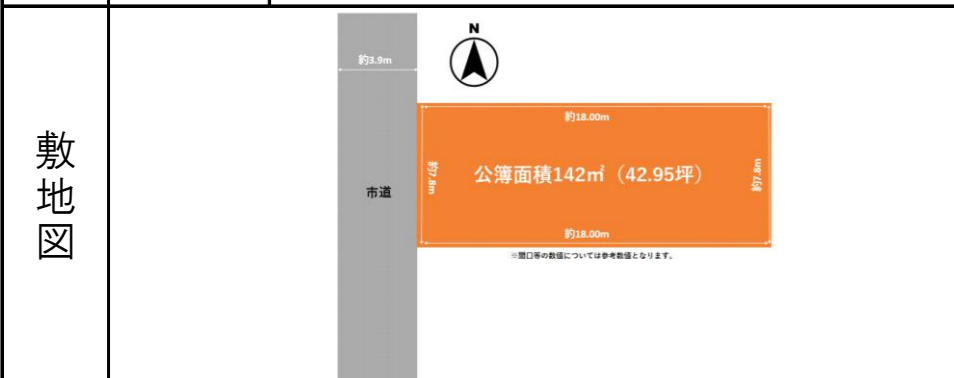 敷地図
約3.9m
N
約18.00m
約7.8m
公簿面積142㎡（42.95坪）
約7.8m
市道
約18.00m
※間口等の数値については参考数値となります。